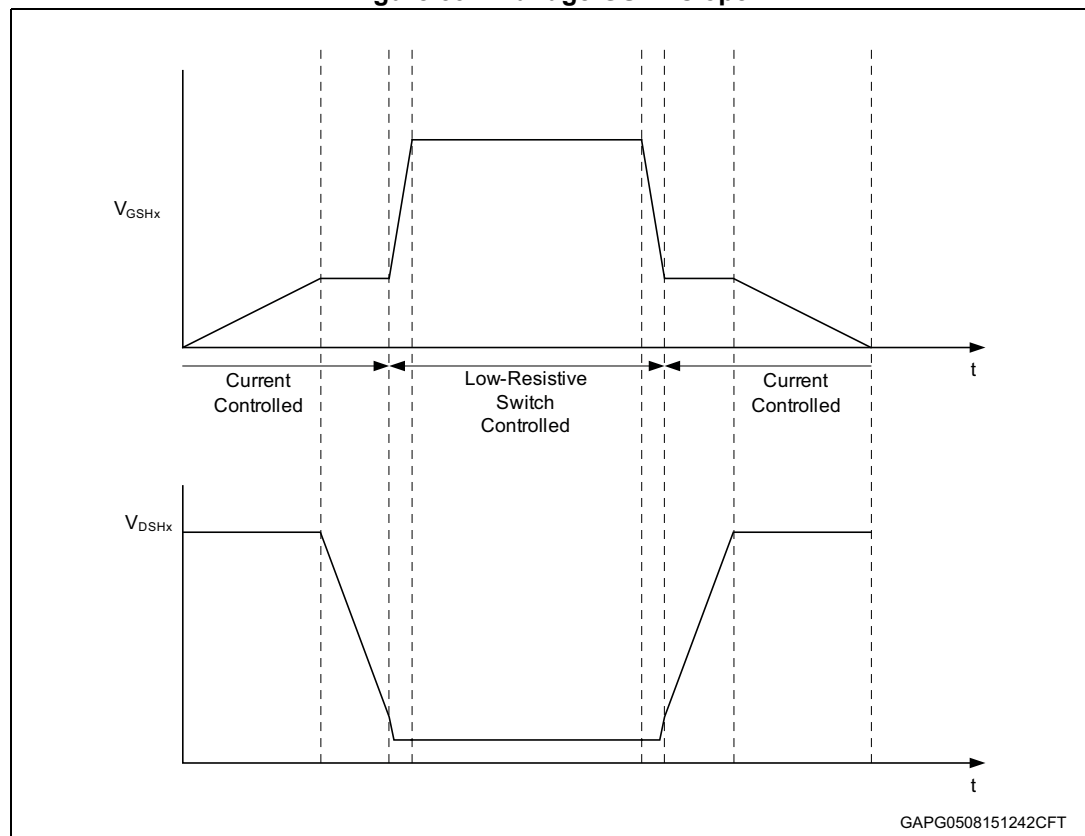 V_GSHx
t
Current
Controlled
Low-Resistive
Switch
Controlled
Current
Controlled
V_DSHx
t
GAPG0508151242CFT